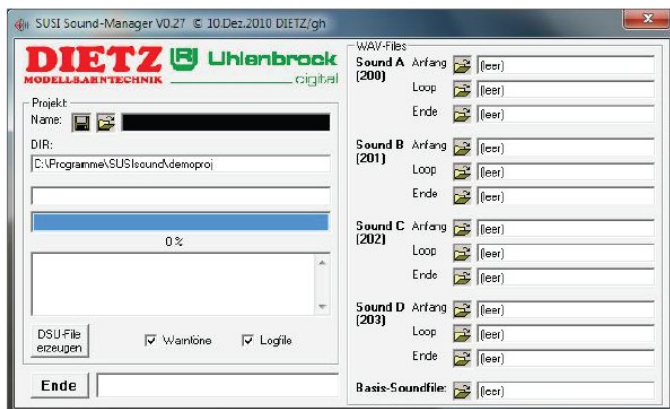 SUSI Sound-Manager V0.27 © 10.Dez.2010 DIETZ/gh
DIETZ
MODELLBAHNTECHNIK
Uhlenbrock
digital
Projekt
Name:
DIR:
C:\Programme\SUSIsound\demoproj
0 %
DSU-File
erzeugen
Warntöne
Logfile
Ende
WAV-Files
Sound A Anfang (leer)
(200)
Loop (leer)
Ende (leer)
Sound B Anfang (leer)
(201)
Loop (leer)
Ende (leer)
Sound C Anfang (leer)
(202)
Loop (leer)
Ende (leer)
Sound D Anfang (leer)
(203)
Loop (leer)
Ende (leer)
Basis-Soundfile: (leer)